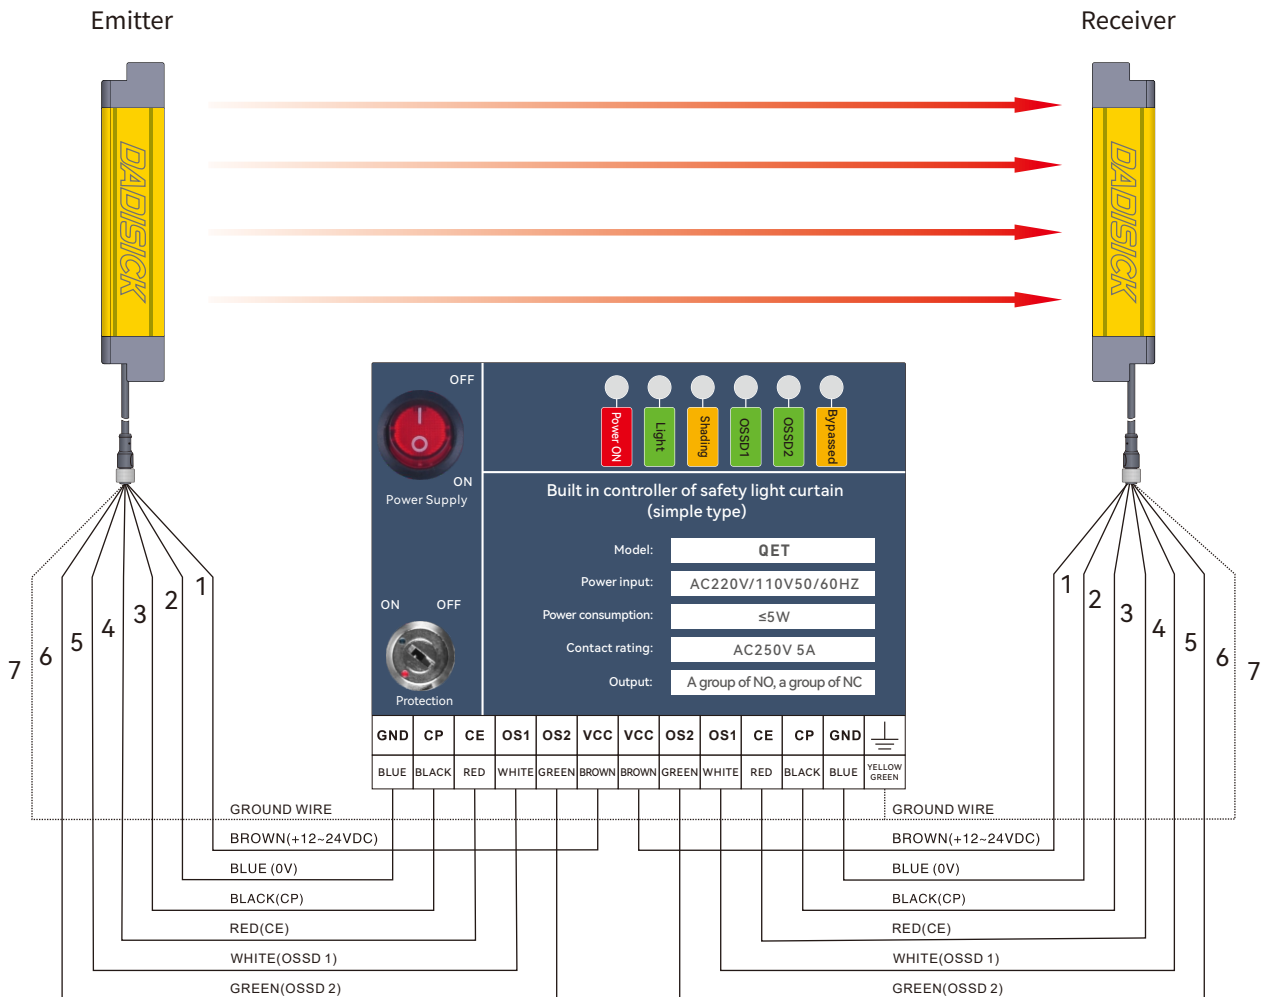 Emitter
Receiver
DADISICK
DADISICK
OFF
ON
Power Supply
ON OFF
Protection
Power ON
Light
Shading
OSSD1
OSSD2
Bypassed
Built in controller of safety light curtain
(simple type)
Model: QET
Power input: AC220V/110V50/60HZ
Power consumption: ≤5W
Contact rating: AC250V 5A
Output: A group of NO, a group of NC
GND CP CE OS1 OS2 VCC VCC OS2 OS1 CE CP GND
BLUE BLACK RED WHITE GREEN BROWN BROWN GREEN WHITE RED BLACK BLUE YELLOW GREEN
7 6 5 4 3 2 1
1 2 3 4 5 6 7
GROUND WIRE
BROWN(+12~24VDC)
BLUE (0V)
BLACK(CP)
RED(CE)
WHITE(OSSD 1)
GREEN(OSSD 2)
GROUND WIRE
BROWN(+12~24VDC)
BLUE (0V)
BLACK(CP)
RED(CE)
WHITE(OSSD 1)
GREEN(OSSD 2)